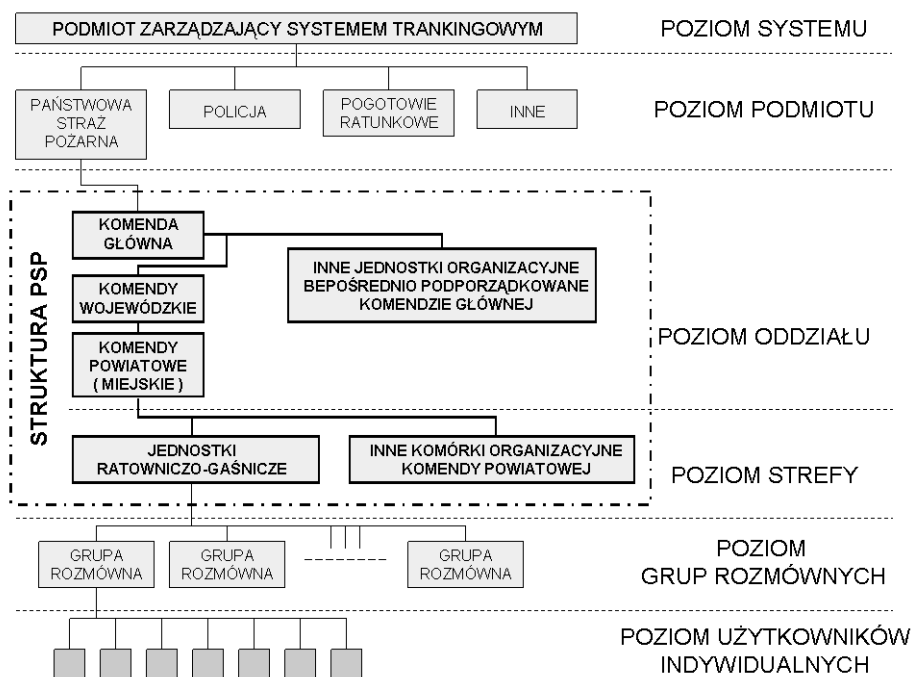 PODMIOT ZARZĄDZAJĄCY SYSTEMEM TRANKINGOWYM
POZIOM SYSTEMU
PAŃSTWOWA
STRAŻ
POŻARNA
POLICJA
POGOTOWIE
RATUNKOWE
INNE
POZIOM PODMIOTU
STRUKTURA PSP
KOMENDA
GŁÓWNA
INNE JEDNOSTKI ORGANIZACYJNE
BEPOŚREDNIO PODPORZĄDKOWANE
KOMENDZIE GŁÓWNEJ
KOMENDY
WOJEWÓDZKIE
KOMENDY
POWIATOWE
( MIEJSKIE )
POZIOM ODDZIAŁU
JEDNOSTKI
RATOWNICZO-GAŚNICZE
INNE KOMÓRKI ORGANIZACYJNE
KOMENDY POWIATOWEJ
POZIOM STREFY
GRUPA
ROZMÓWNA
GRUPA
ROZMÓWNA
GRUPA
ROZMÓWNA
POZIOM
GRUP ROZMÓWNYCH
POZIOM UŻYTKOWNIKÓW
INDYWIDUALNYCH